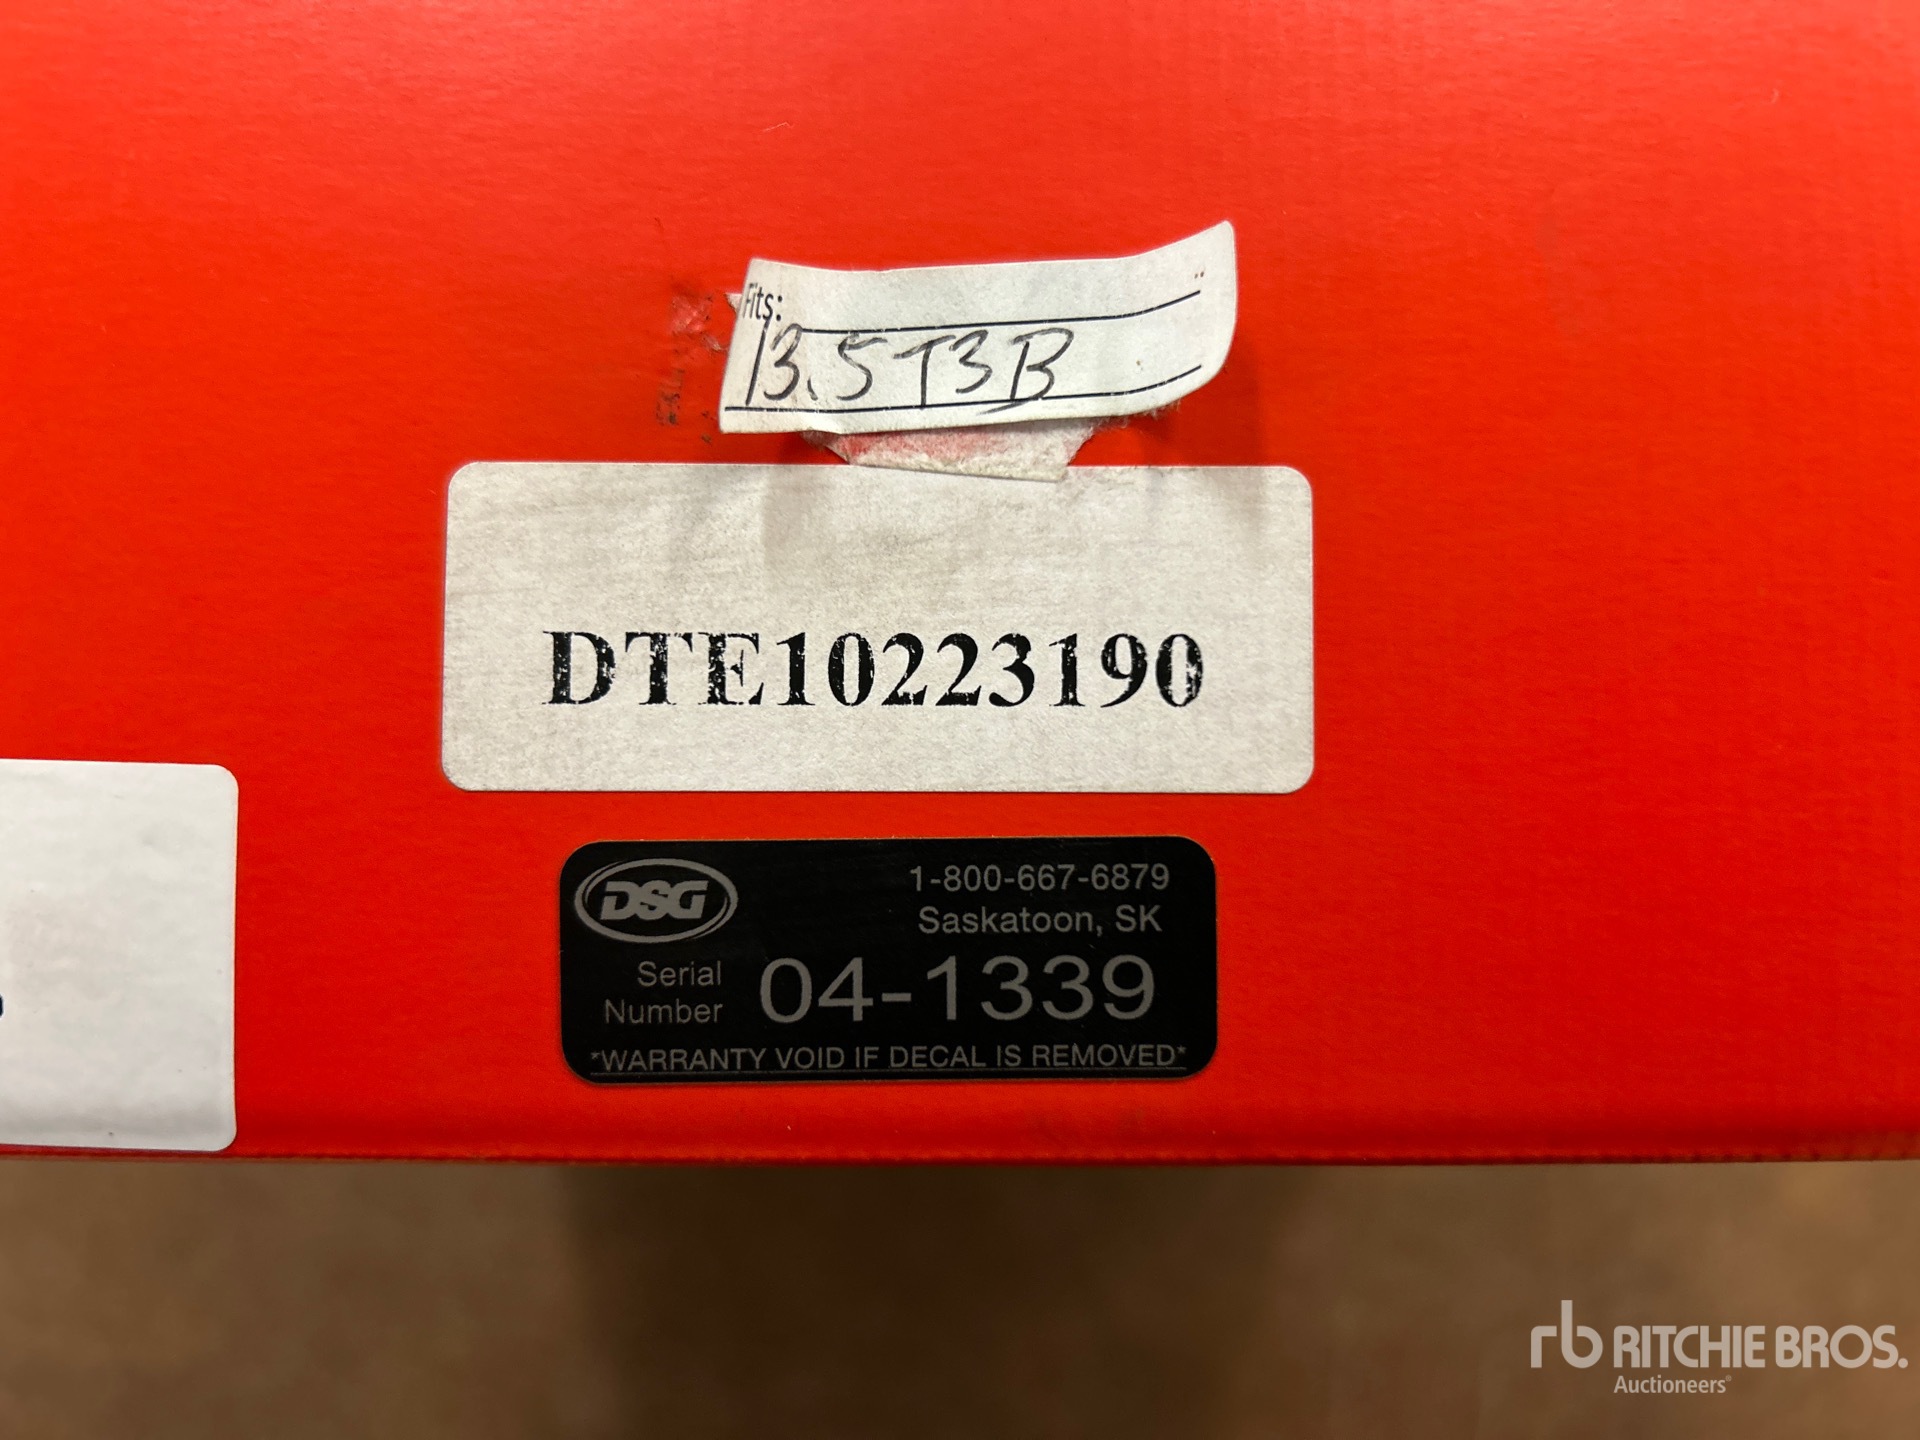 Fits:
13.5T3B
DTE10223190
DSG
1-800-667-6879
Saskatoon, SK
Serial Number 04-1339
*WARRANTY VOID IF DECAL IS REMOVED*
rb RITCHIE BROS.
Auctioneers